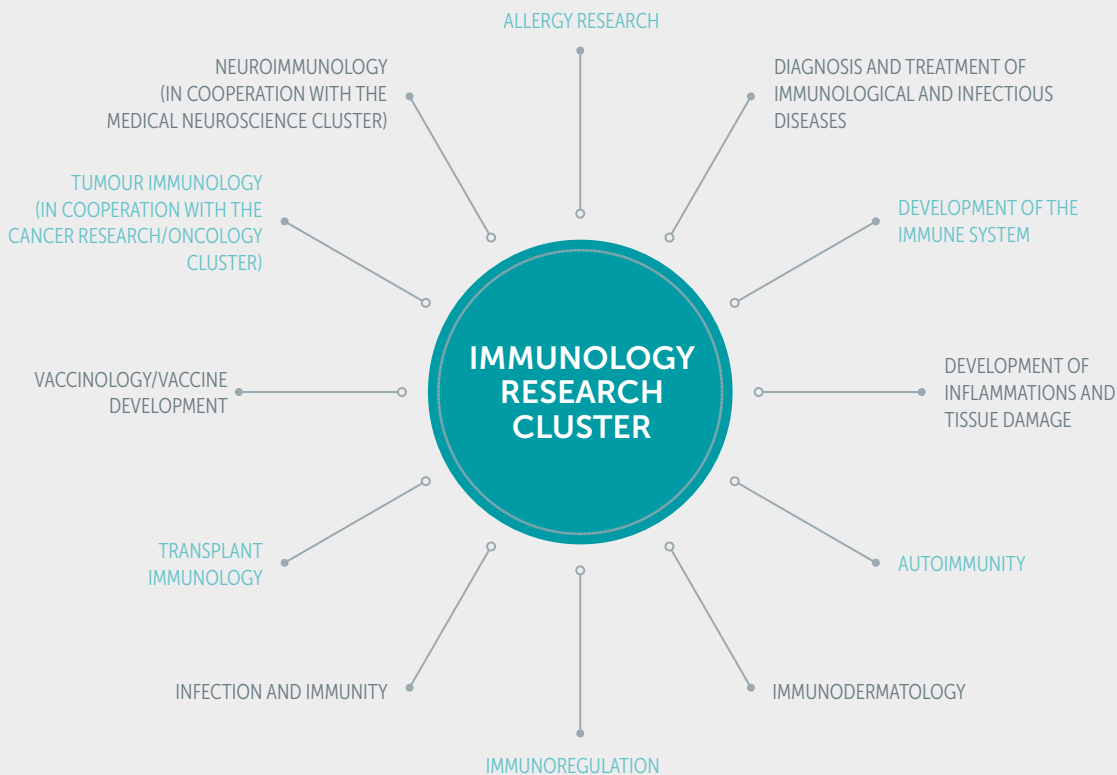 ALLERGY RESEARCH
NEUROIMMUNOLOGY
(IN COOPERATION WITH THE
MEDICAL NEUROSCIENCE CLUSTER)
DIAGNOSIS AND TREATMENT OF
IMMUNOLOGICAL AND INFECTIOUS
DISEASES
TUMOUR IMMUNOLOGY
(IN COOPERATION WITH THE
CANCER RESEARCH/ONCOLOGY
CLUSTER)
DEVELOPMENT OF THE
IMMUNE SYSTEM
IMMUNOLOGY
RESEARCH
CLUSTER
VACCINOLOGY/VACCINE
DEVELOPMENT
DEVELOPMENT OF
INFLAMMATIONS AND
TISSUE DAMAGE
TRANSPLANT
IMMUNOLOGY
AUTOIMMUNITY
INFECTION AND IMMUNITY
IMMUNODERMATOLOGY
IMMUNOREGULATION